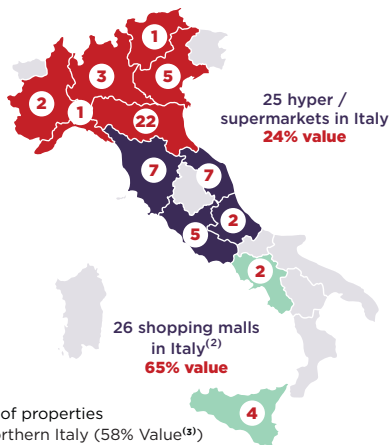 1
3
5
2
1
22
25 hyper /
supermarkets in Italy
24% value
7
7
2
5
2
26 shopping malls
in Italy(2)
65% value
4
of properties
rthern Italy (58% Value(3))